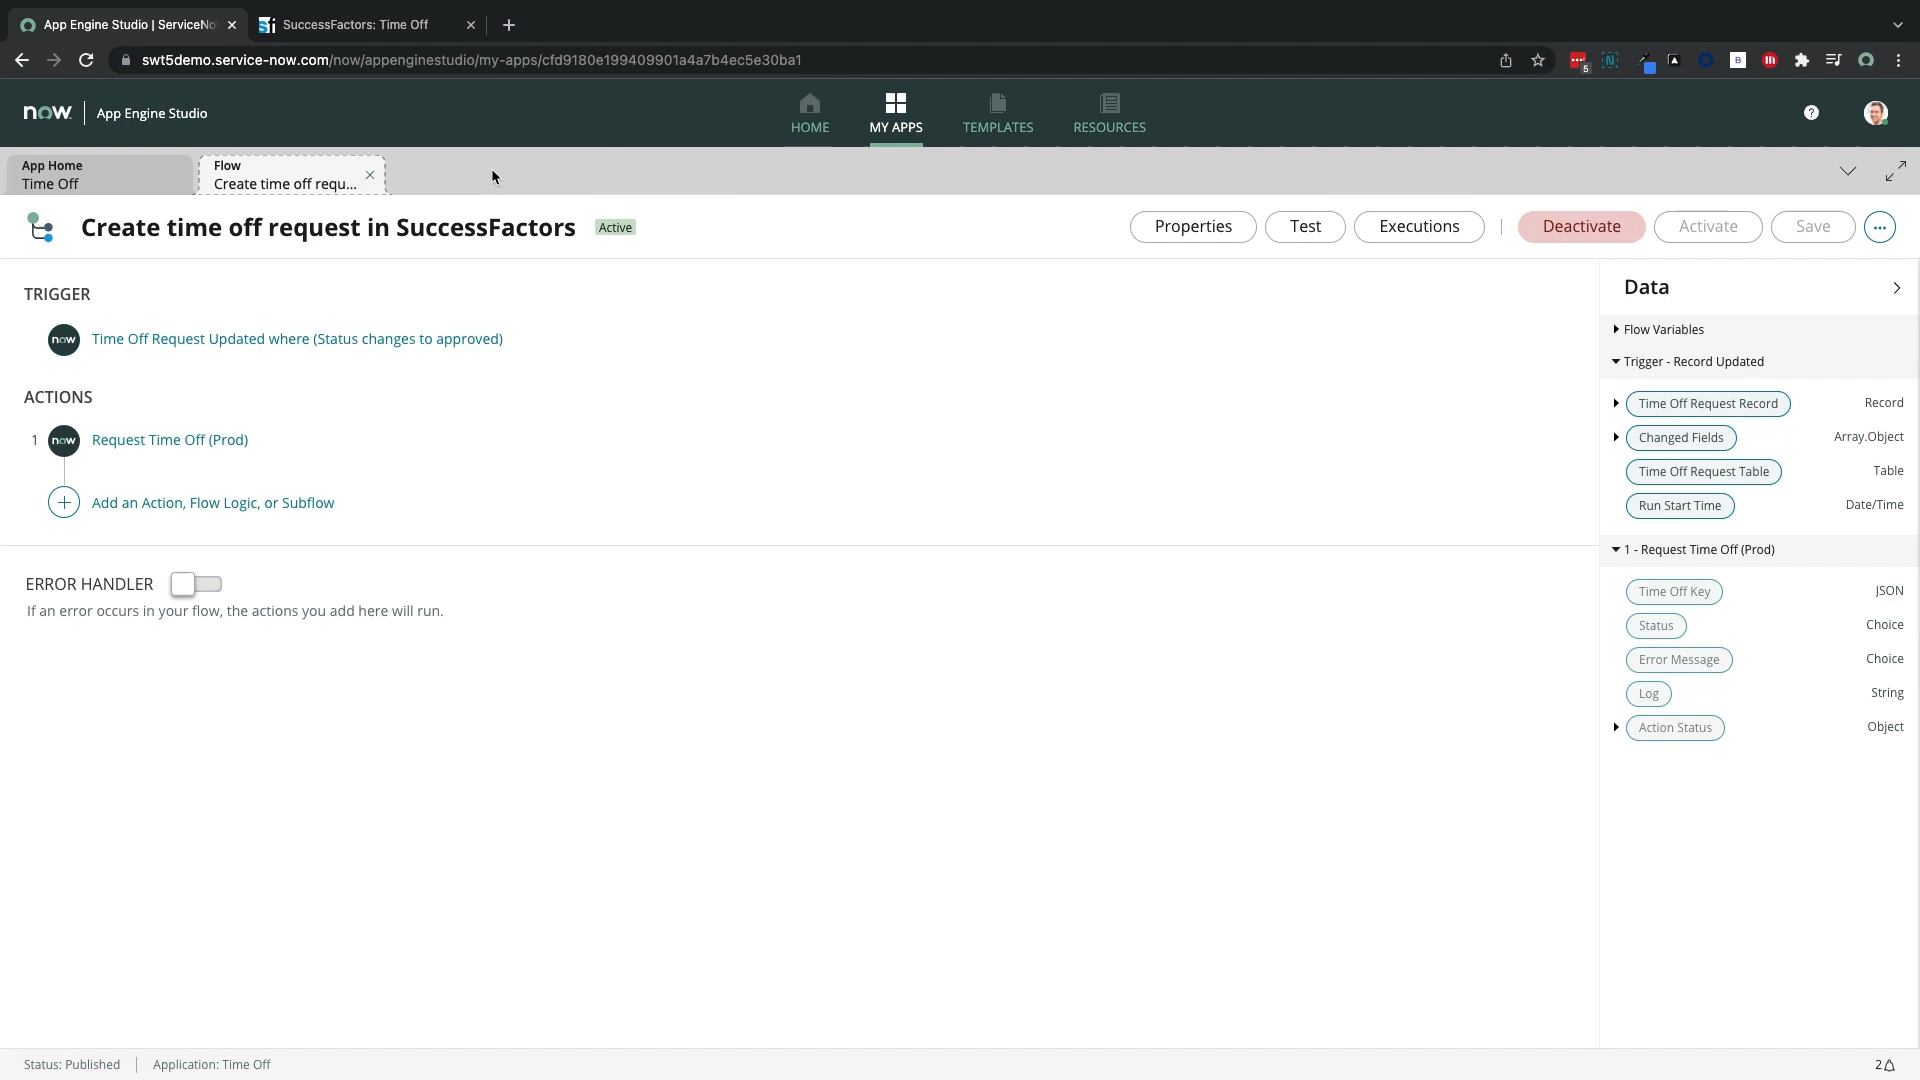 App Engine Studio | ServiceNo
SuccessFactors: Time Off
swt5demo.service-now.com/now/appenginestudio/my-apps/cfd9180e199409901a4a7b4ec5e30ba1
5
B
now
App Engine Studio
HOME
MY APPS
TEMPLATES
RESOURCES
?
App Home
Time Off
Flow
Create time off requ...
Create time off request in SuccessFactors
Active
Properties
Test
Executions
Deactivate
Activate
Save
TRIGGER
now
Time Off Request Updated where (Status changes to approved)
ACTIONS
1
now
Request Time Off (Prod)
Add an Action, Flow Logic, or Subflow
ERROR HANDLER
If an error occurs in your flow, the actions you add here will run.
Data
Flow Variables
Trigger - Record Updated
Time Off Request Record Record
Changed Fields Array.Object
Time Off Request Table Table
Run Start Time Date/Time
1 - Request Time Off (Prod)
Time Off Key JSON
Status Choice
Error Message Choice
Log String
Action Status Object
Status: Published
Application: Time Off
2